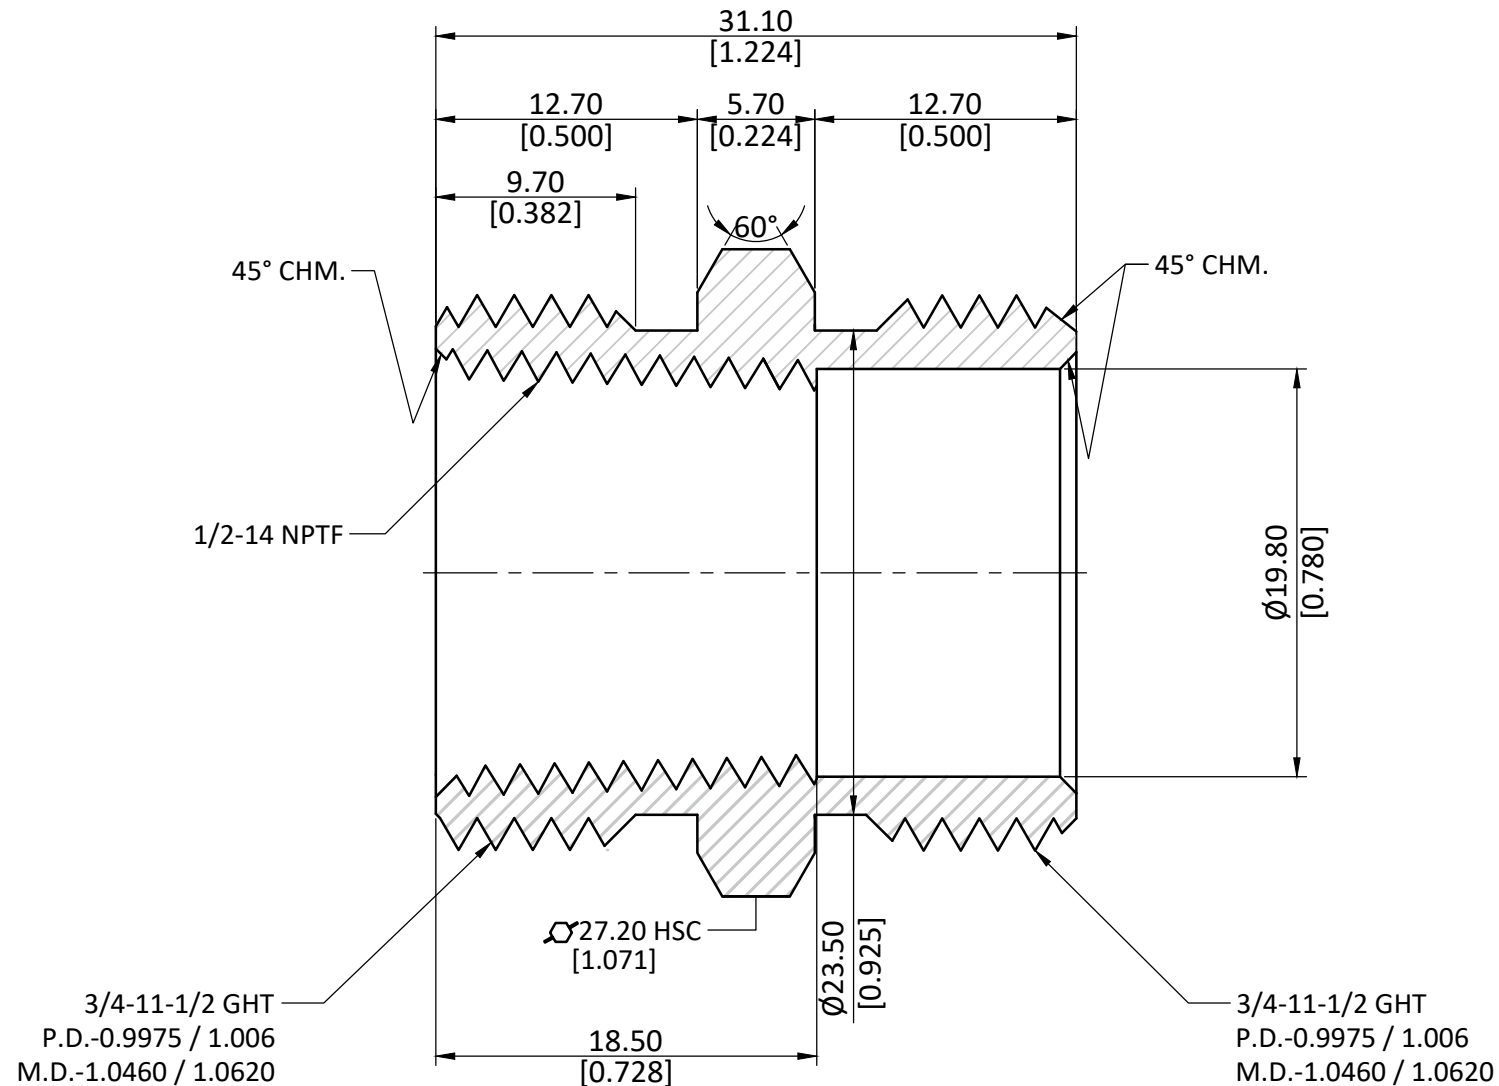 31.10
[1.224]
12.70
[0.500]
5.70
[0.224]
12.70
[0.500]
9.70
[0.382]
60°
45° CHM.
45° CHM.
1/2-14 NPTF
Ø19.80
[0.780]
27.20 HSC
[1.071]
Ø23.50
[0.925]
3/4-11-1/2 GHT
P.D.-0.9975 / 1.006
M.D.-1.0460 / 1.0620
18.50
[0.728]
3/4-11-1/2 GHT
P.D.-0.9975 / 1.006
M.D.-1.0460 / 1.0620